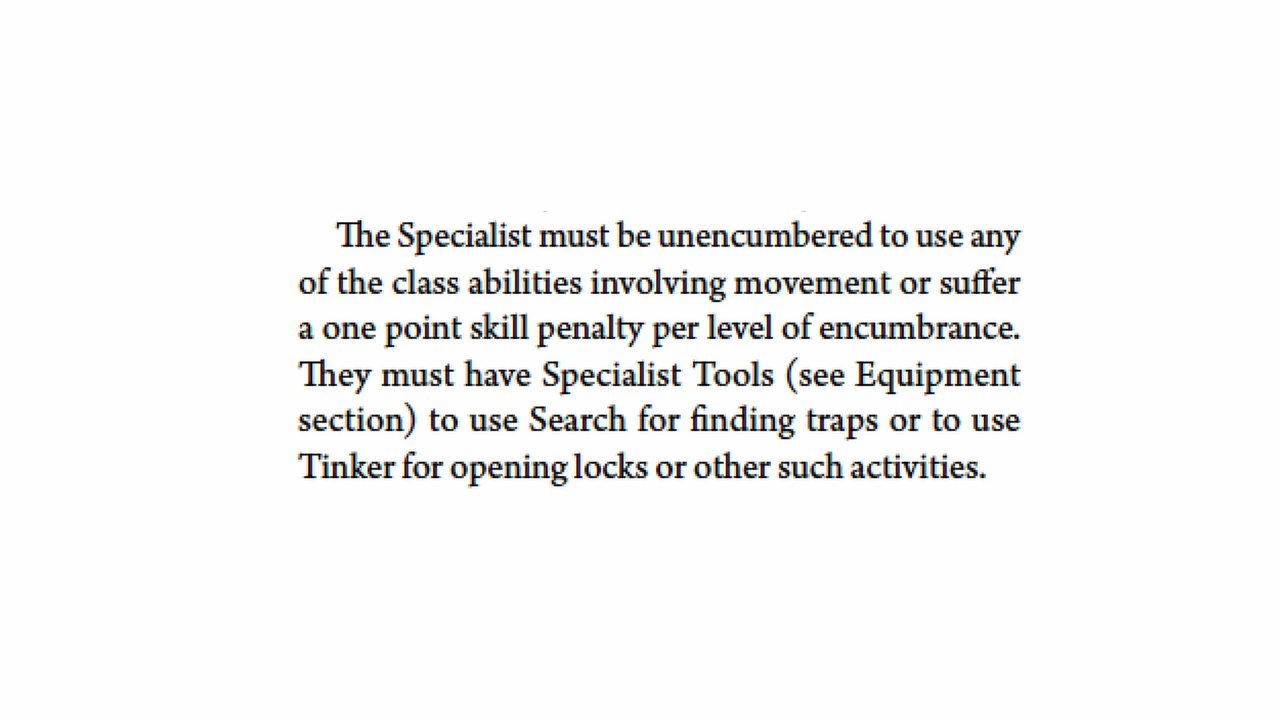 The Specialist must be unencumbered to use any
of the class abilities involving movement or suffer
a one point skill penalty per level of encumbrance.
They must have Specialist Tools (see Equipment
section) to use Search for finding traps or to use
Tinker for opening locks or other such activities.